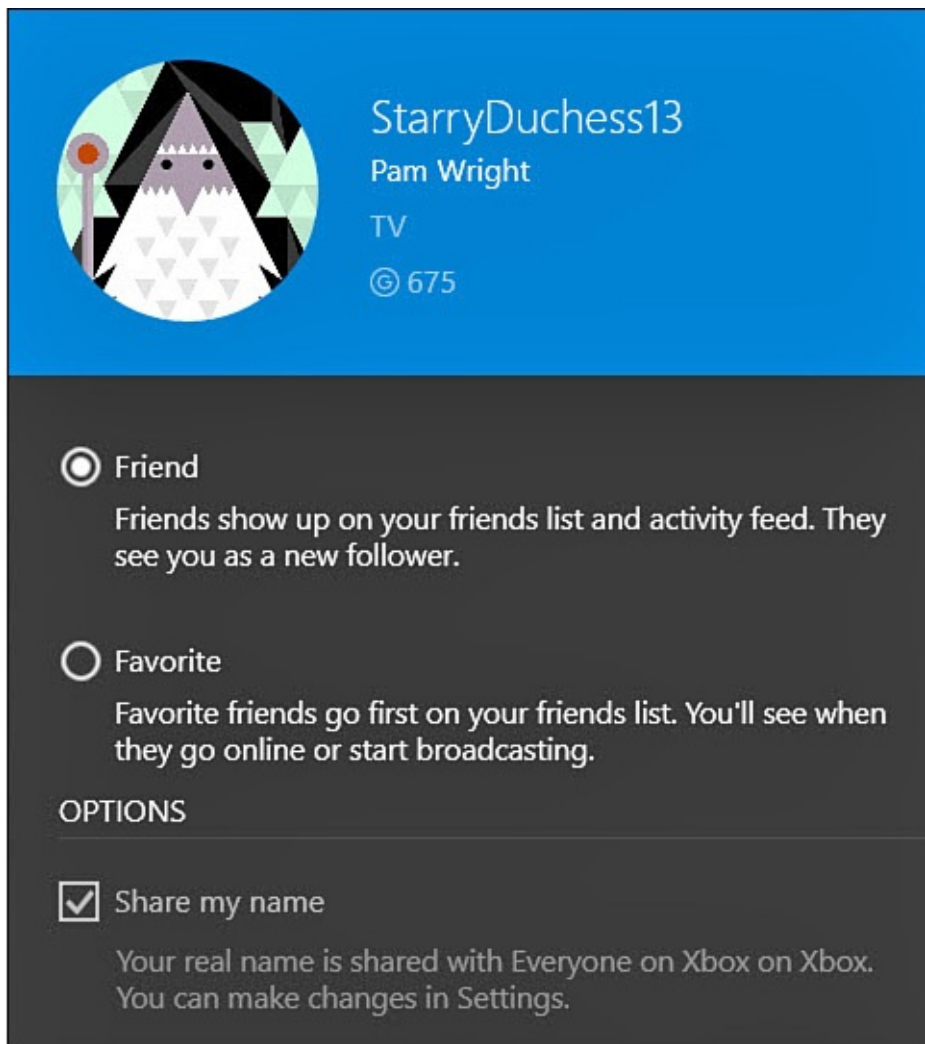 StarryDuchess13
Pam Wright
TV
Ⓖ 675
Friend
Friends show up on your friends list and activity feed. They
see you as a new follower.
Favorite
Favorite friends go first on your friends list. You'll see when
they go online or start broadcasting.
OPTIONS
Share my name
Your real name is shared with Everyone on Xbox on Xbox.
You can make changes in Settings.